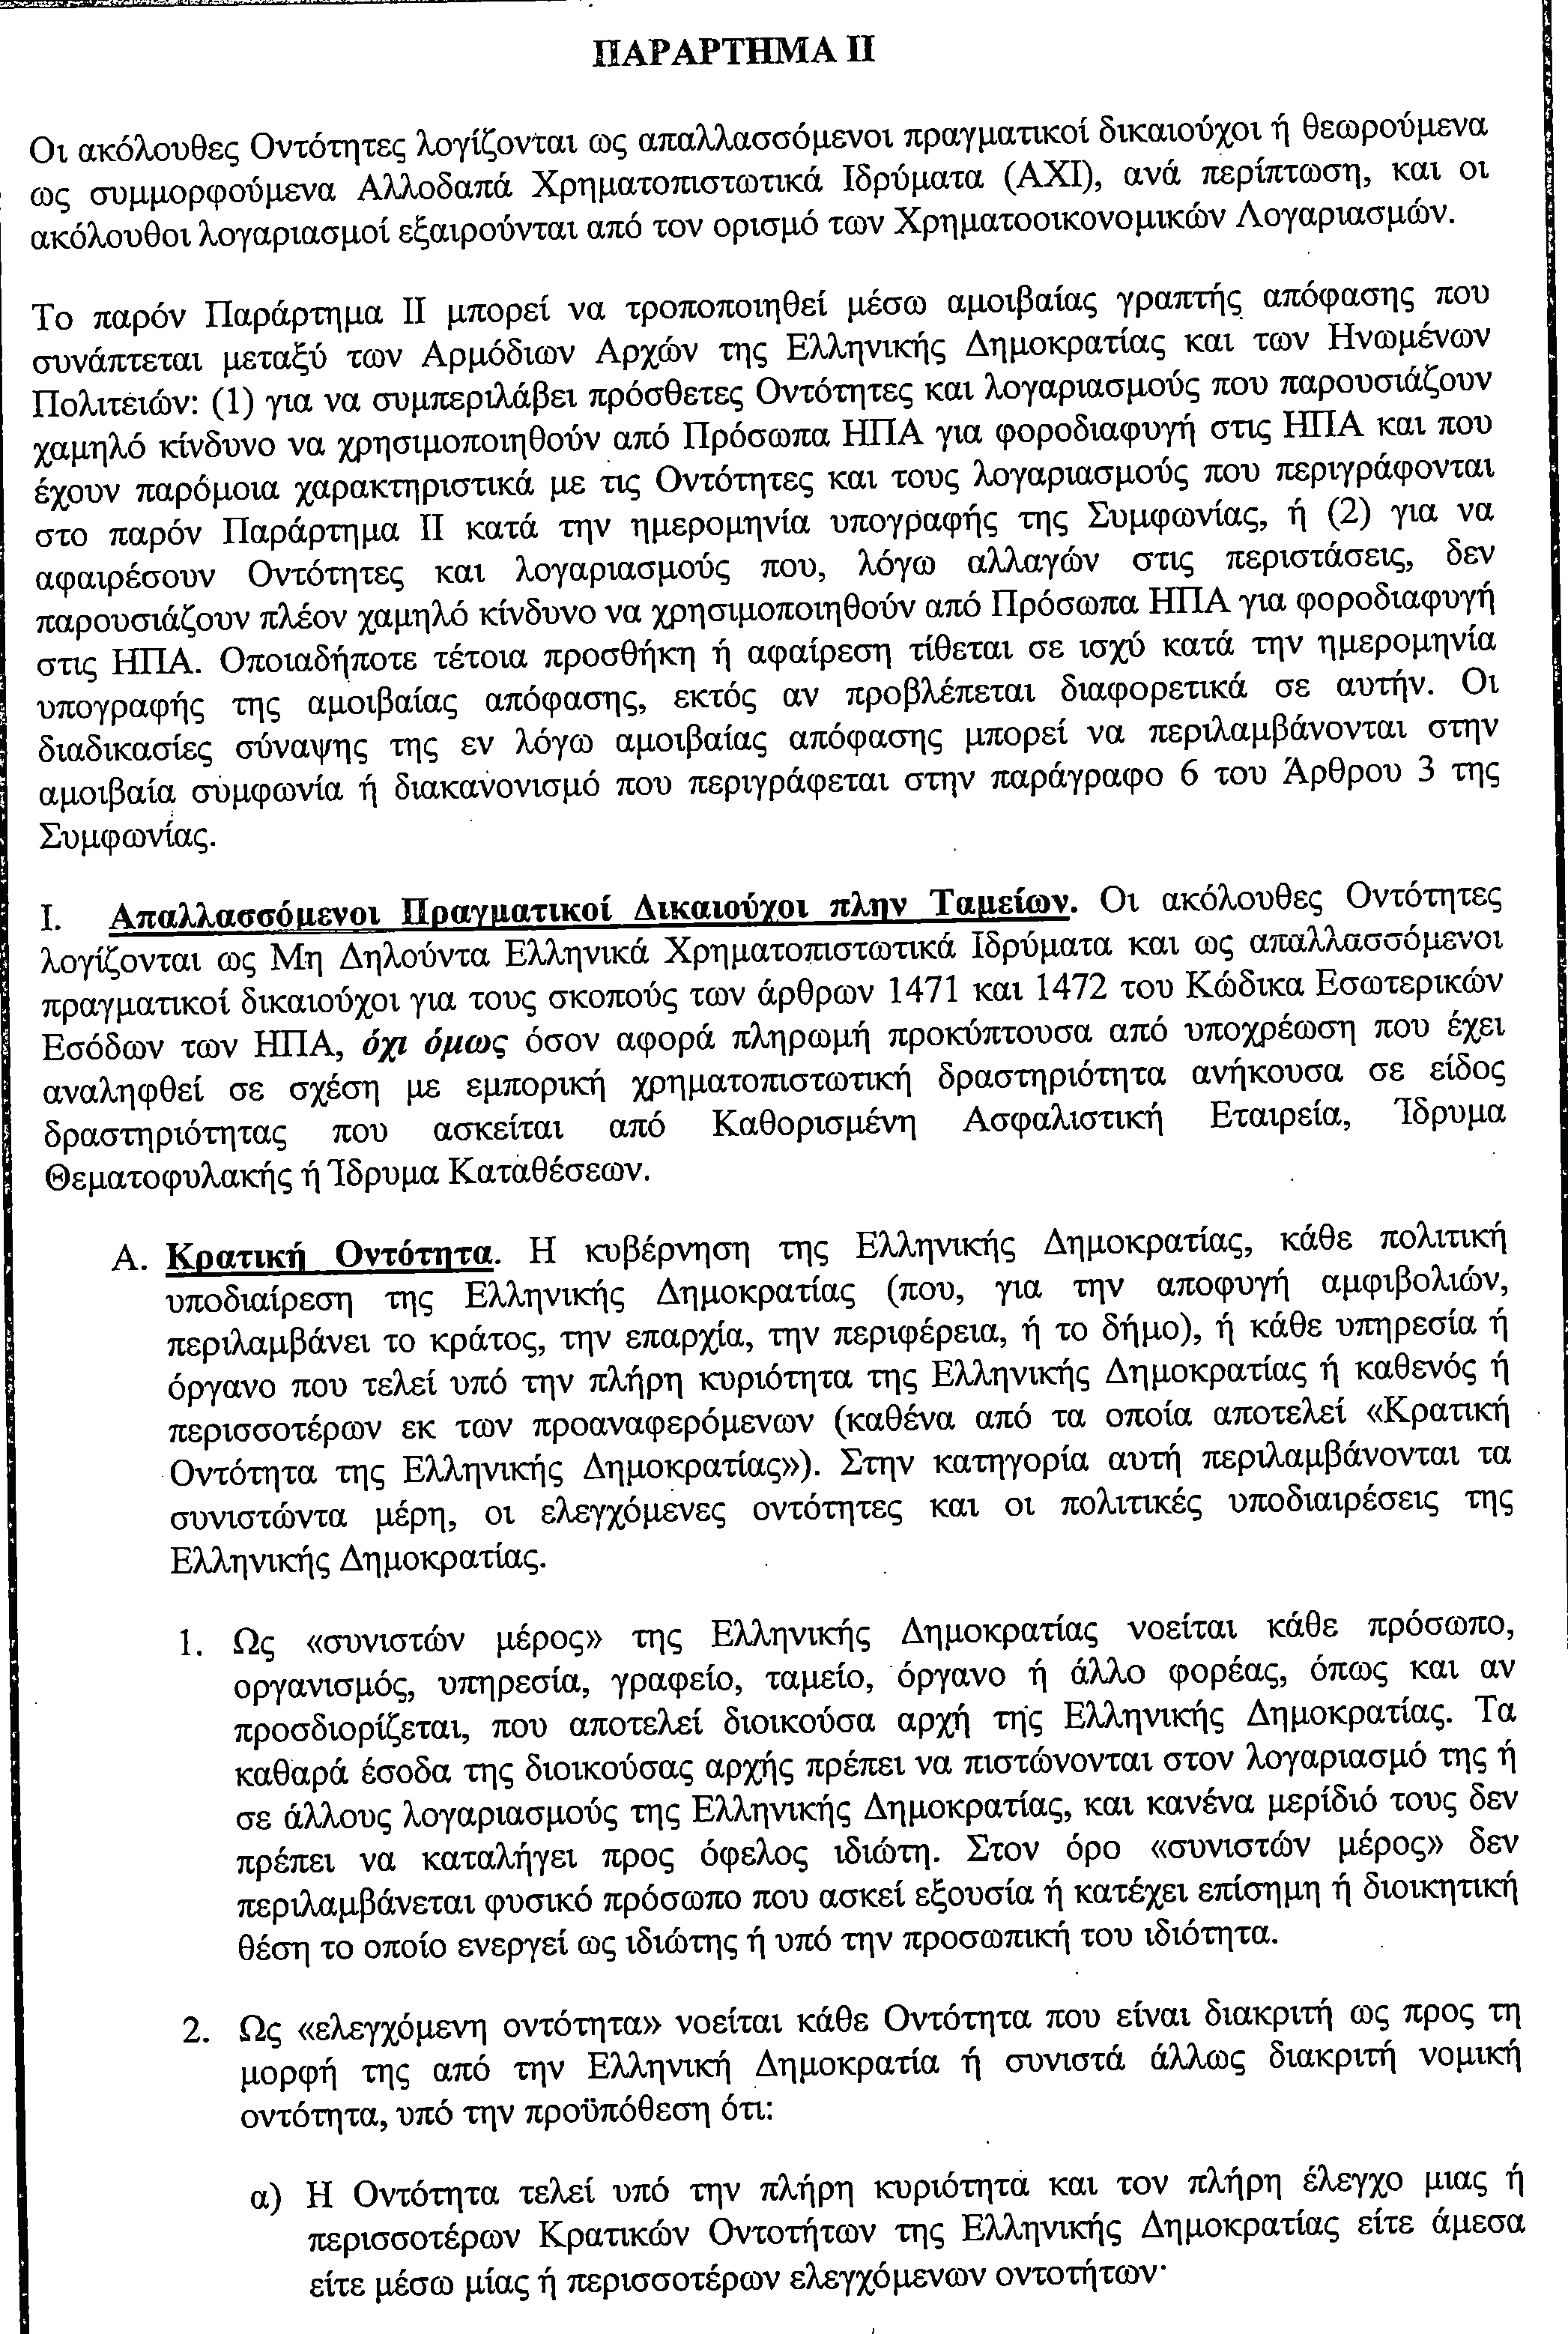 ΠΑΡΑΡΤΗΜΑ ΙΙ
Οι ακόλουθες Οντότητες λογίζονται ως απαλλασσόμενοι πραγματικοί δικαιούχοι ή θεωρούμενα
ως συμμορφούμενα Αλλοδαπά Χρηματοπιστωτικά Ιδρύματα (ΑΧΙ), ανά περίπτωση, και οι
ακόλουθοι λογαριασμοί εξαιρούνται από τον ορισμό των Χρηματοοικονομικών Λογαριασμών.
Το παρόν Παράρτημα ΙΙ μπορεί να τροποποιηθεί μέσω αμοιβαίας γραπτής απόφασης που
συνάπτεται μεταξύ των Αρμόδιων Αρχών της Ελληνικής Δημοκρατίας και των Ηνωμένων
Πολιτειών: (1) για να συμπεριλάβει πρόσθετες Οντότητες και λογαριασμούς που παρουσιάζουν
χαμηλό κίνδυνο να χρησιμοποιηθούν από Πρόσωπα ΗΠΑ για φοροδιαφυγή στις ΗΠΑ και που
έχουν παρόμοια χαρακτηριστικά με τις Οντότητες και τους λογαριασμούς που περιγράφονται
στο παρόν Παράρτημα ΙΙ κατά την ημερομηνία υπογραφής της Συμφωνίας, ή (2) για να
αφαιρέσουν Οντότητες και λογαριασμούς που, λόγω αλλαγών στις περιστάσεις, δεν
παρουσιάζουν πλέον χαμηλό κίνδυνο να χρησιμοποιηθούν από Πρόσωπα ΗΠΑ για φοροδιαφυγή
στις ΗΠΑ. Οποιαδήποτε τέτοια προσθήκη ή αφαίρεση τίθεται σε ισχύ κατά την ημερομηνία
υπογραφής της αμοιβαίας απόφασης, εκτός αν προβλέπεται διαφορετικά σε αυτήν. Οι
διαδικασίες σύναψης της εν λόγω αμοιβαίας απόφασης μπορεί να περιλαμβάνονται στην
αμοιβαία συμφωνία ή διακανονισμό που περιγράφεται στην παράγραφο 6 του Άρθρου 3 της
Συμφωνίας.
Ι. Απαλλασσόμενοι Πραγματικοί Δικαιούχοι πλην Ταμείων. Οι ακόλουθες Οντότητες
λογίζονται ως Μη Δηλούντα Ελληνικά Χρηματοπιστωτικά Ιδρύματα και ως απαλλασσόμενοι
πραγματικοί δικαιούχοι για τους σκοπούς των άρθρων 1471 και 1472 του Κώδικα Εσωτερικών
Εσόδων των ΗΠΑ, όχι όμως όσον αφορά πληρωμή προκύπτουσα από υποχρέωση που έχει
αναληφθεί σε σχέση με εμπορική χρηματοπιστωτική δραστηριότητα ανήκουσα σε είδος
δραστηριότητας που ασκείται από Καθορισμένη Ασφαλιστική Εταιρεία, Ίδρυμα
Θεματοφυλακής ή Ίδρυμα Καταθέσεων.
Α. Κρατική Οντότητα. Η κυβέρνηση της Ελληνικής Δημοκρατίας, κάθε πολιτική
υποδιαίρεση της Ελληνικής Δημοκρατίας (που, για την αποφυγή αμφιβολιών,
περιλαμβάνει το κράτος, την επαρχία, την περιφέρεια, ή το δήμο), ή κάθε υπηρεσία ή
όργανο που τελεί υπό την πλήρη κυριότητα της Ελληνικής Δημοκρατίας ή καθενός ή
περισσοτέρων εκ των προαναφερόμενων (καθένα από τα οποία αποτελεί «Κρατική
Οντότητα της Ελληνικής Δημοκρατίας»). Στην κατηγορία αυτή περιλαμβάνονται τα
συνιστώντα μέρη, οι ελεγχόμενες οντότητες και οι πολιτικές υποδιαιρέσεις της
Ελληνικής Δημοκρατίας.
1. Ως «συνιστών μέρος» της Ελληνικής Δημοκρατίας νοείται κάθε πρόσωπο,
οργανισμός, υπηρεσία, γραφείο, ταμείο, όργανο ή άλλο φορέας, όπως και αν
προσδιορίζεται, που αποτελεί διοικούσα αρχή της Ελληνικής Δημοκρατίας. Τα
καθαρά έσοδα της διοικούσας αρχής πρέπει να πιστώνονται στον λογαριασμό της ή
σε άλλους λογαριασμούς της Ελληνικής Δημοκρατίας, και κανένα μερίδιό τους δεν
πρέπει να καταλήγει προς όφελος ιδιώτη. Στον όρο «συνιστών μέρος» δεν
περιλαμβάνεται φυσικό πρόσωπο που ασκεί εξουσία ή κατέχει επίσημη ή διοικητική
θέση το οποίο ενεργεί ως ιδιώτης ή υπό την προσωπική του ιδιότητα.
2. Ως «ελεγχόμενη οντότητα» νοείται κάθε Οντότητα που είναι διακριτή ως προς τη
μορφή της από την Ελληνική Δημοκρατία ή συνιστά άλλως διακριτή νομική
οντότητα, υπό την προϋπόθεση ότι:
α) Η Οντότητα τελεί υπό την πλήρη κυριότητα και τον πλήρη έλεγχο μιας ή
περισσοτέρων Κρατικών Οντοτήτων της Ελληνικής Δημοκρατίας είτε άμεσα
είτε μέσω μίας ή περισσοτέρων ελεγχόμενων οντοτήτων·